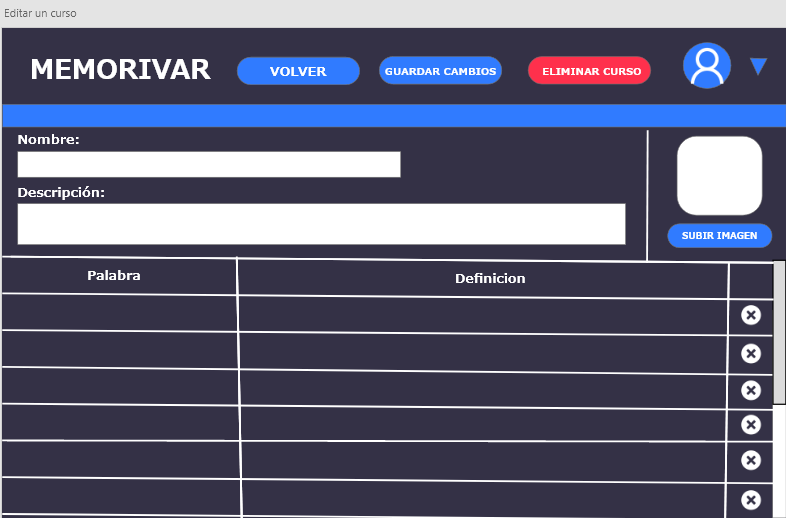 Editar un curso
MEMORIVAR
VOLVER
GUARDAR CAMBIOS
ELIMINAR CURSO
Nombre:
Descripción:
SUBIR IMAGEN
Palabra
Definicion